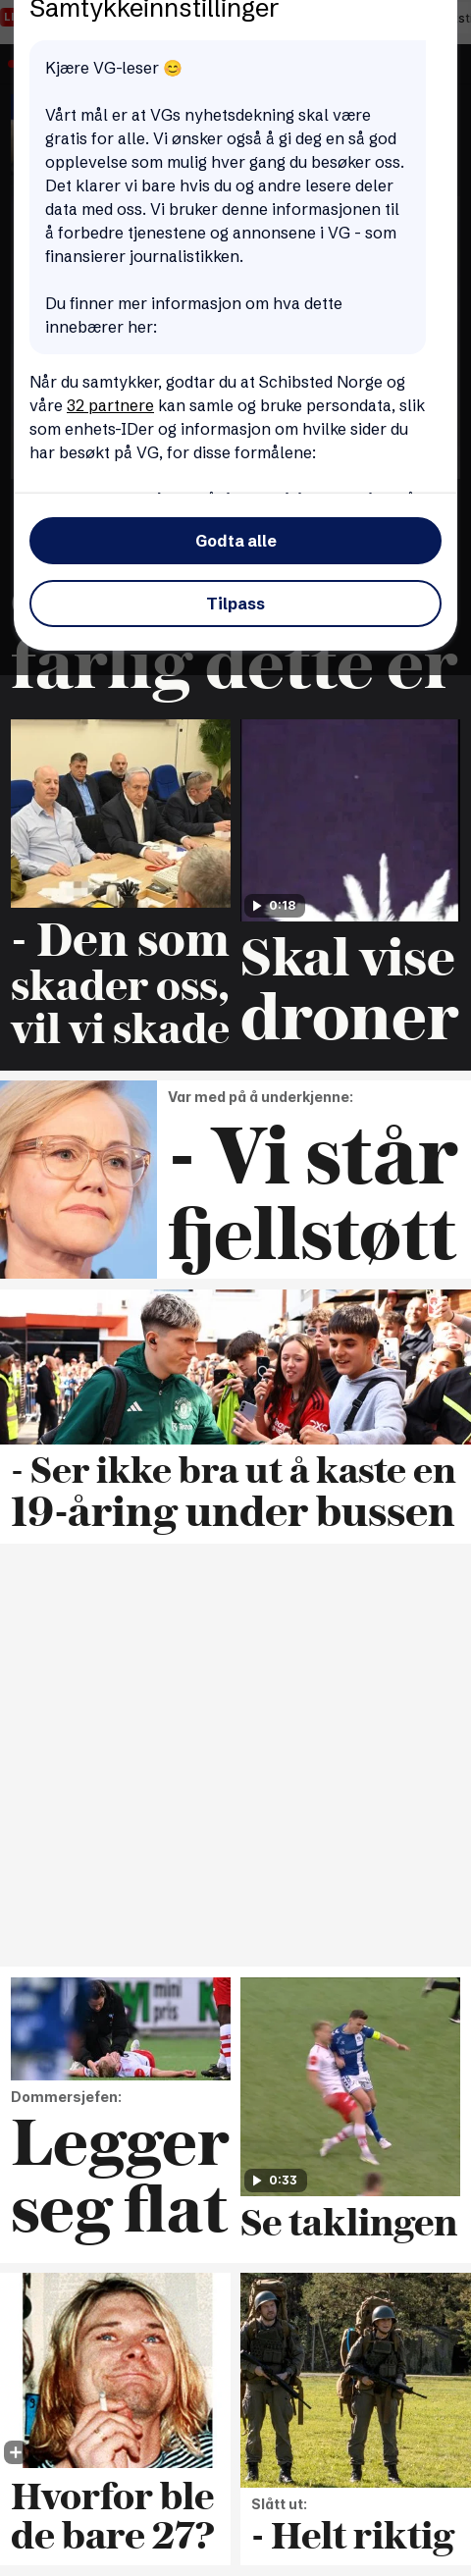 Samtykkeinnstillinger
Kjære VG-leser 😊
Vårt mål er at VGs nyhetsdekning skal være
gratis for alle. Vi ønsker også å gi deg en så god
opplevelse som mulig hver gang du besøker oss.
Det klarer vi bare hvis du og andre lesere deler
data med oss. Vi bruker denne informasjonen til
å forbedre tjenestene og annonsene i VG - som
finansierer journalistikken.
Du finner mer informasjon om hva dette
innebærer her:
Når du samtykker, godtar du at Schibsted Norge og
våre 32 partnere kan samle og bruke persondata, slik
som enhets-IDer og informasjon om hvilke sider du
har besøkt på VG, for disse formålene:
Godta alle
Tilpass
farlig dette er
- Den som
skader oss,
vil vi skade
0:18
Skal vise
droner
Var med på å underkjenne:
- Vi står
fjellstøtt
- Ser ikke bra ut å kaste en
19-åring under bussen
mini
pris
Dommersjefen:
Legger
seg flat
0:33
Se taklingen
Hvorfor ble
de bare 27?
Slått ut:
- Helt riktig